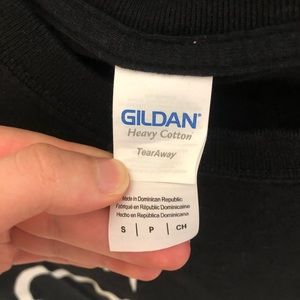 GILDAN®
Heavy Cotton
TearAway
Made in Dominican Republic
Fabriqué en République Dominicaine
Hecho en República Dominicana
S | P | CH